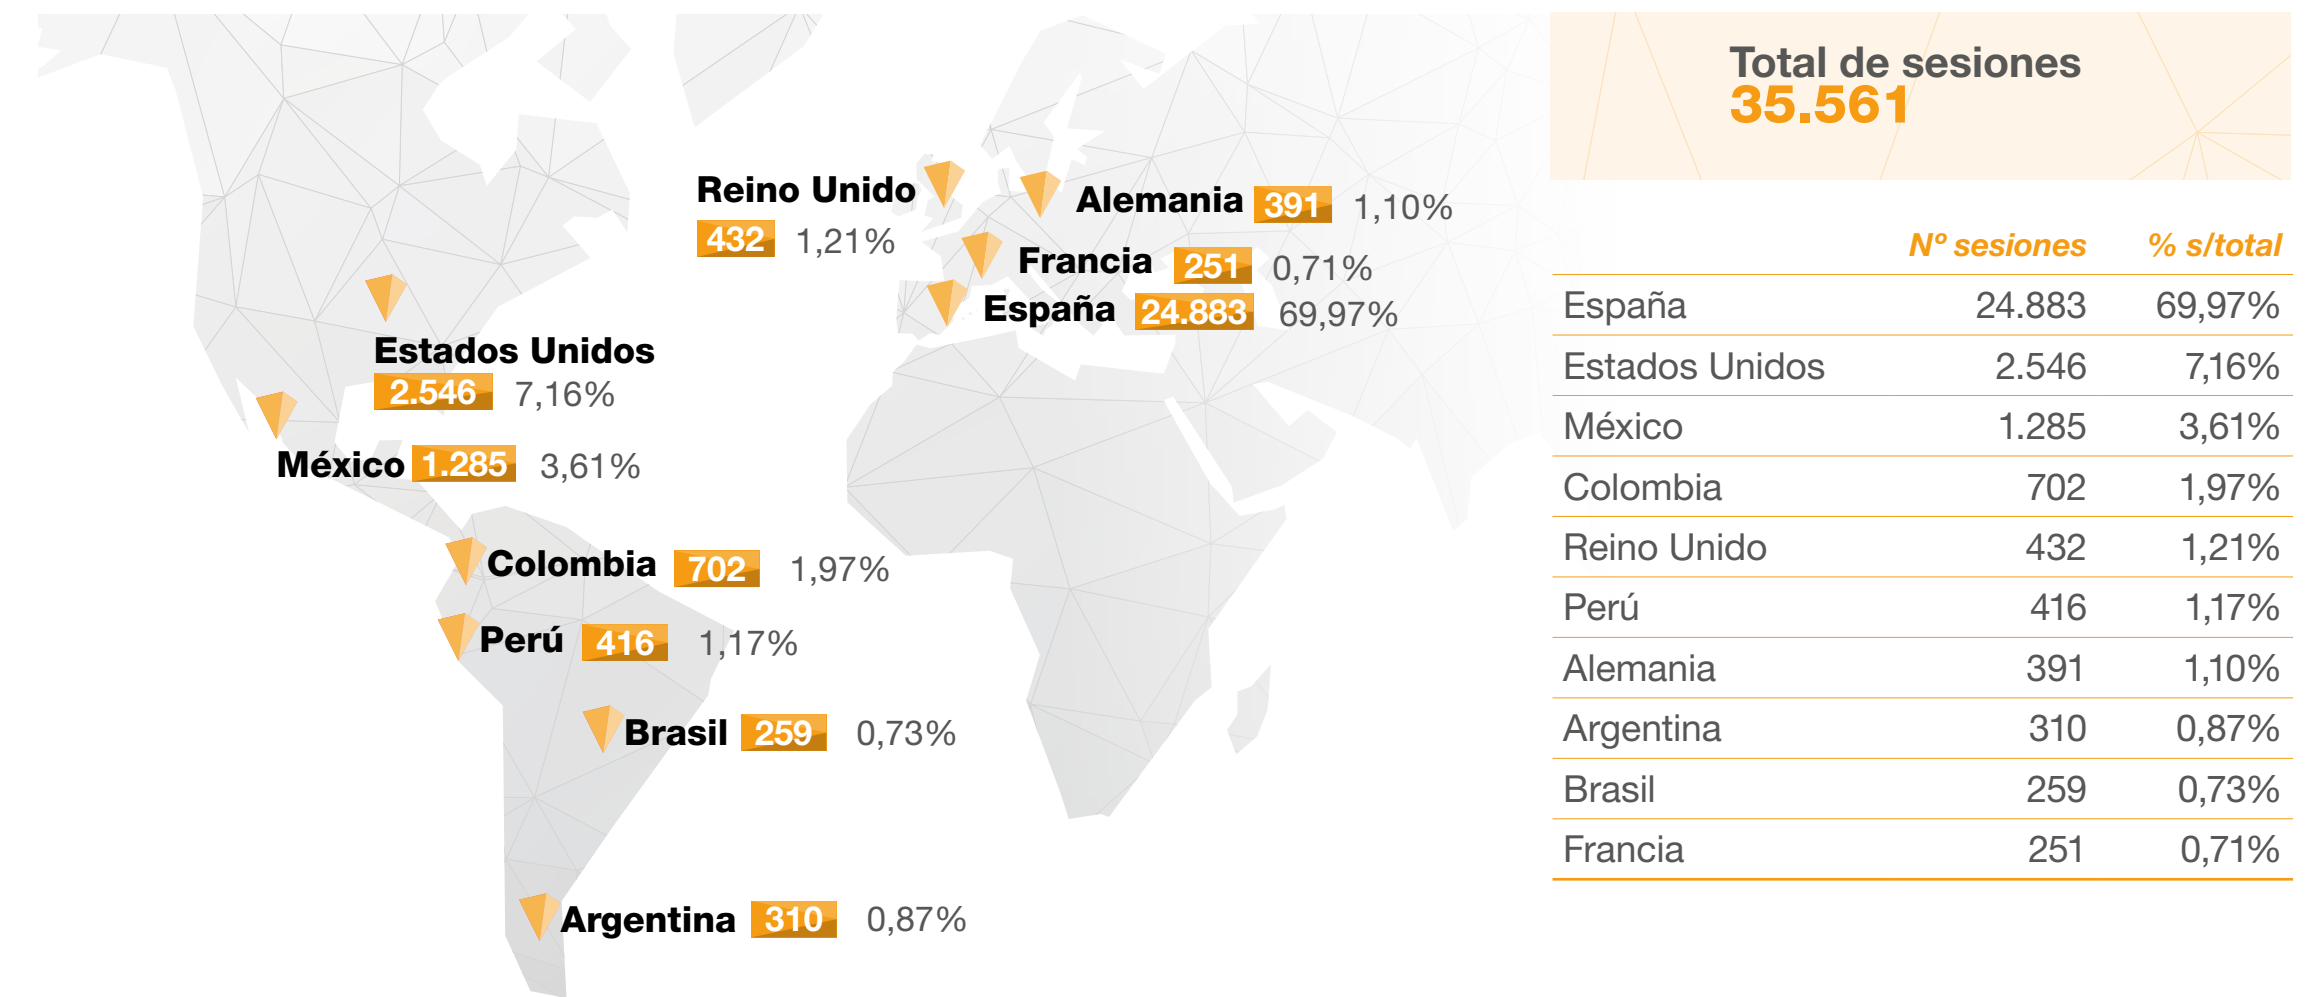 Reino Unido
432 1,21%
Alemania 391 1,10%
Francia 251 0,71%
España 24.883 69,97%
Estados Unidos
2.546 7,16%
México 1.285 3,61%
Colombia 702 1,97%
Perú 416 1,17%
Brasil 259 0,73%
Argentina 310 0,87%
Total de sesiones
35.561
Nº sesiones % s/total
España 24.883 69,97%
Estados Unidos 2.546 7,16%
México 1.285 3,61%
Colombia 702 1,97%
Reino Unido 432 1,21%
Perú 416 1,17%
Alemania 391 1,10%
Argentina 310 0,87%
Brasil 259 0,73%
Francia 251 0,71%